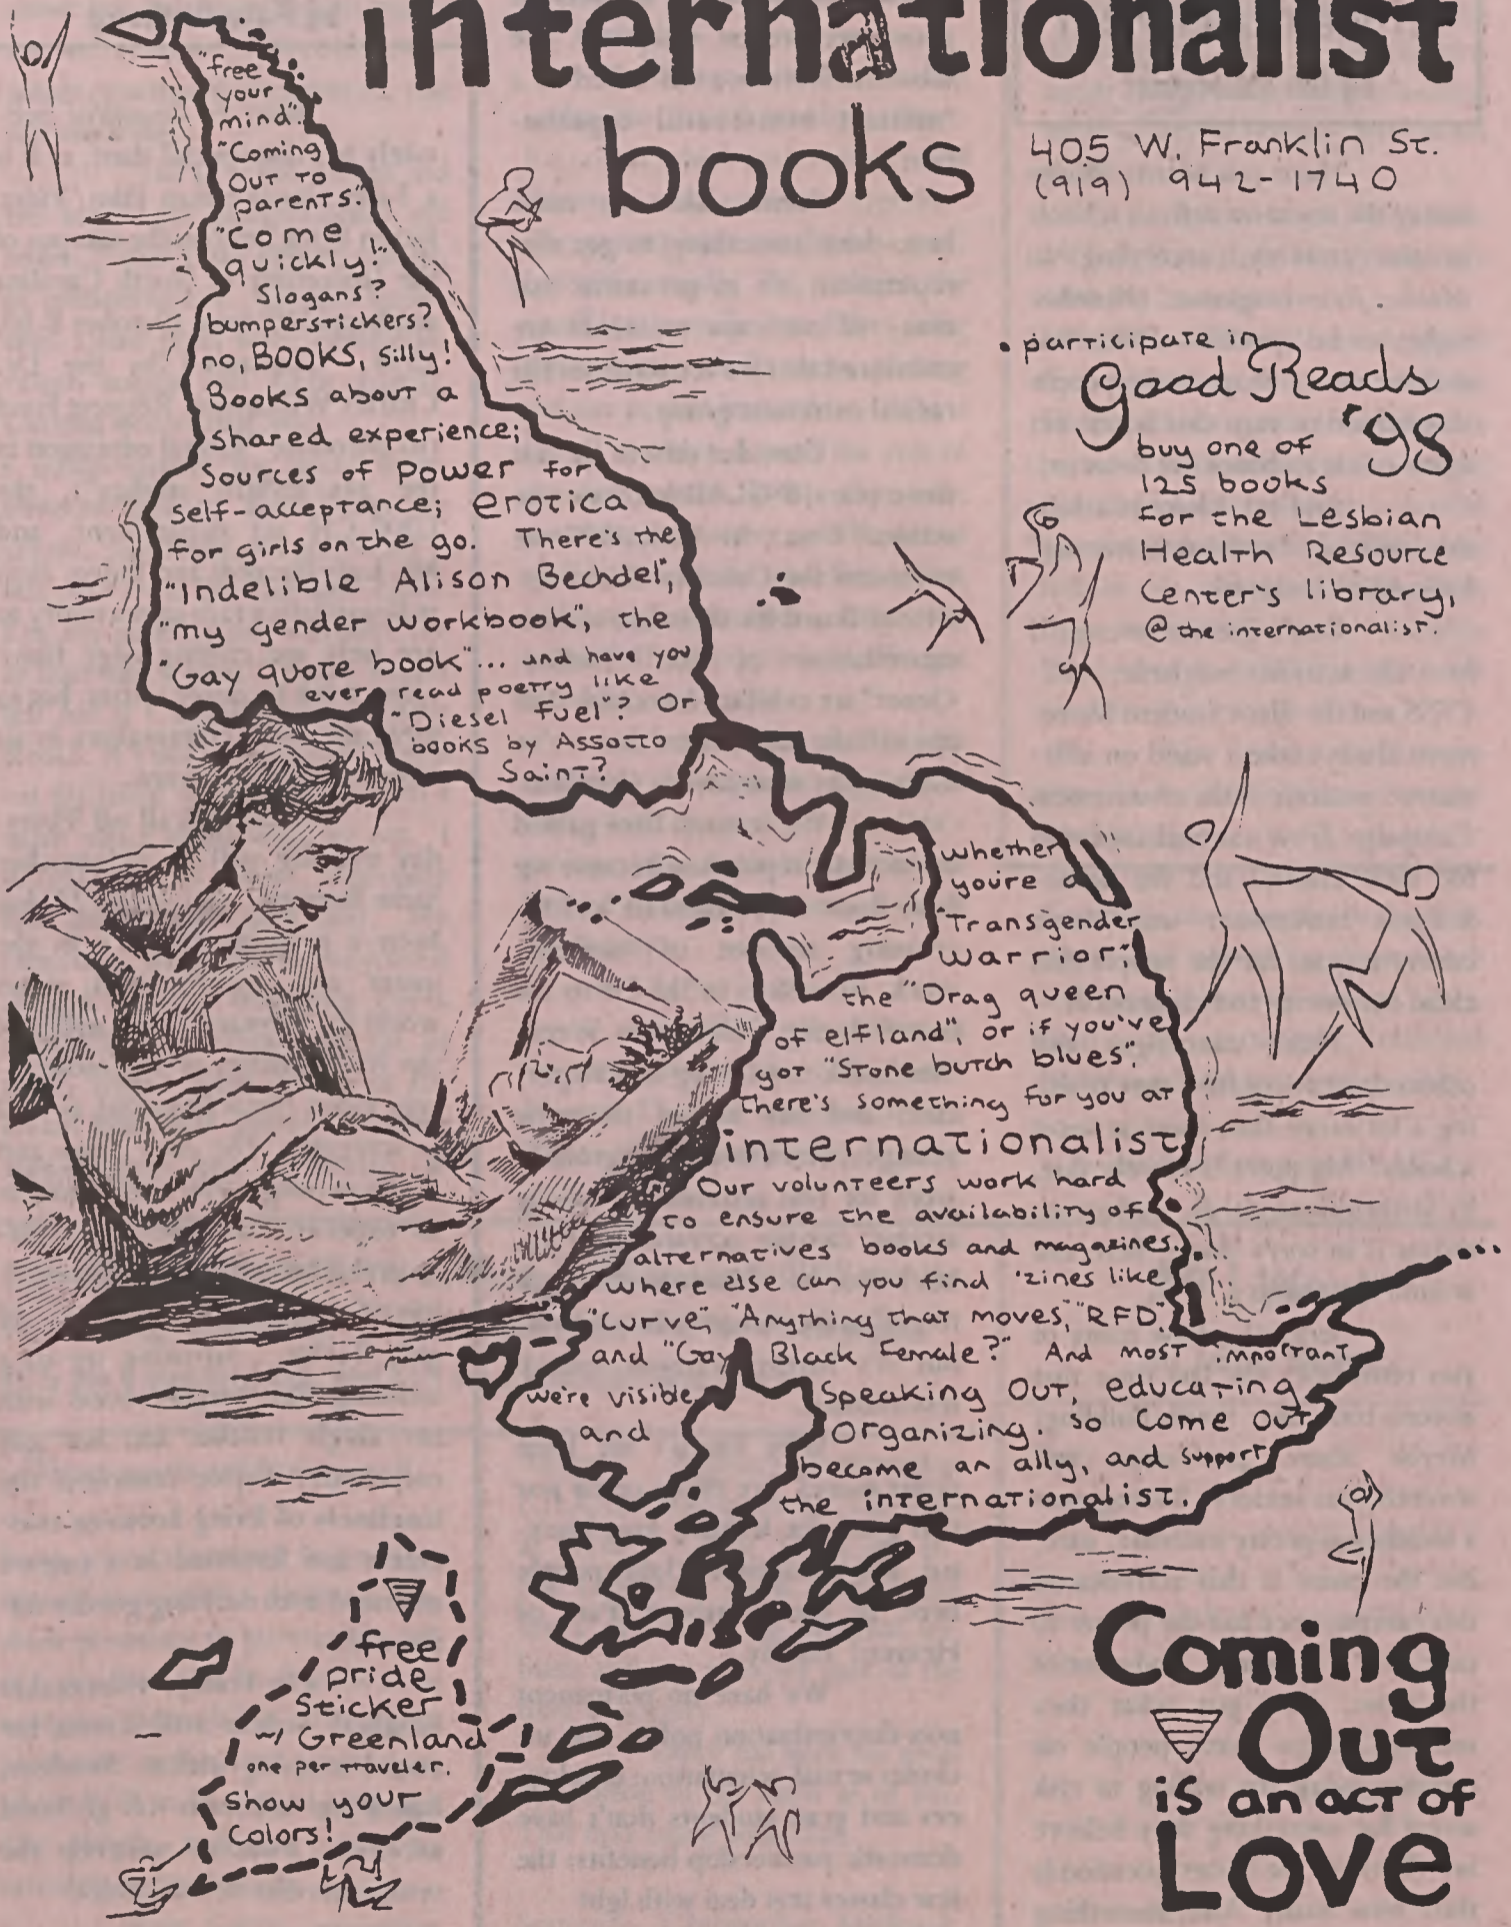 internationalist
books
405 W. Franklin St.
(919) 942-1740
"free
your
mind".
"Coming
Out to
parents."
"Come
quickly!"
Slogans?
bumperstickers?
no, BOOKS, silly!
Books about a
shared experience;
Sources of Power for
self-acceptance; erotica
for girls on the go. There's the
"Indelible Alison Bechdel",
"my gender workbook", the
"Gay quote book"... and have you
ever read poetry like
"Diesel Fuel"? Or
books by Assotto
Saint?
• participate in
Good Reads
'98
buy one of
125 books
for the Lesbian
Health Resource
Center's library,
@ the internationalist.
whether
you're a
"Transgender
Warrior",
the "Drag queen
of elfland", or if you've
got "Stone butch blues",
there's something for you at
internationalist
Our volunteers work hard
to ensure the availability of
alternatives books and magazines.
Where else can you find 'zines like
"Curve", "Anything that moves", "RFD",
and "Gay Black Female?" And most important
we're visible
and
Speaking Out, educating
Organizing. So Come Out
become an ally, and support
the internationalist.
free
pride
Sticker
~/ Greenland
one per traveler.
Show your
Colors!
Coming
Out
is an act of
Love